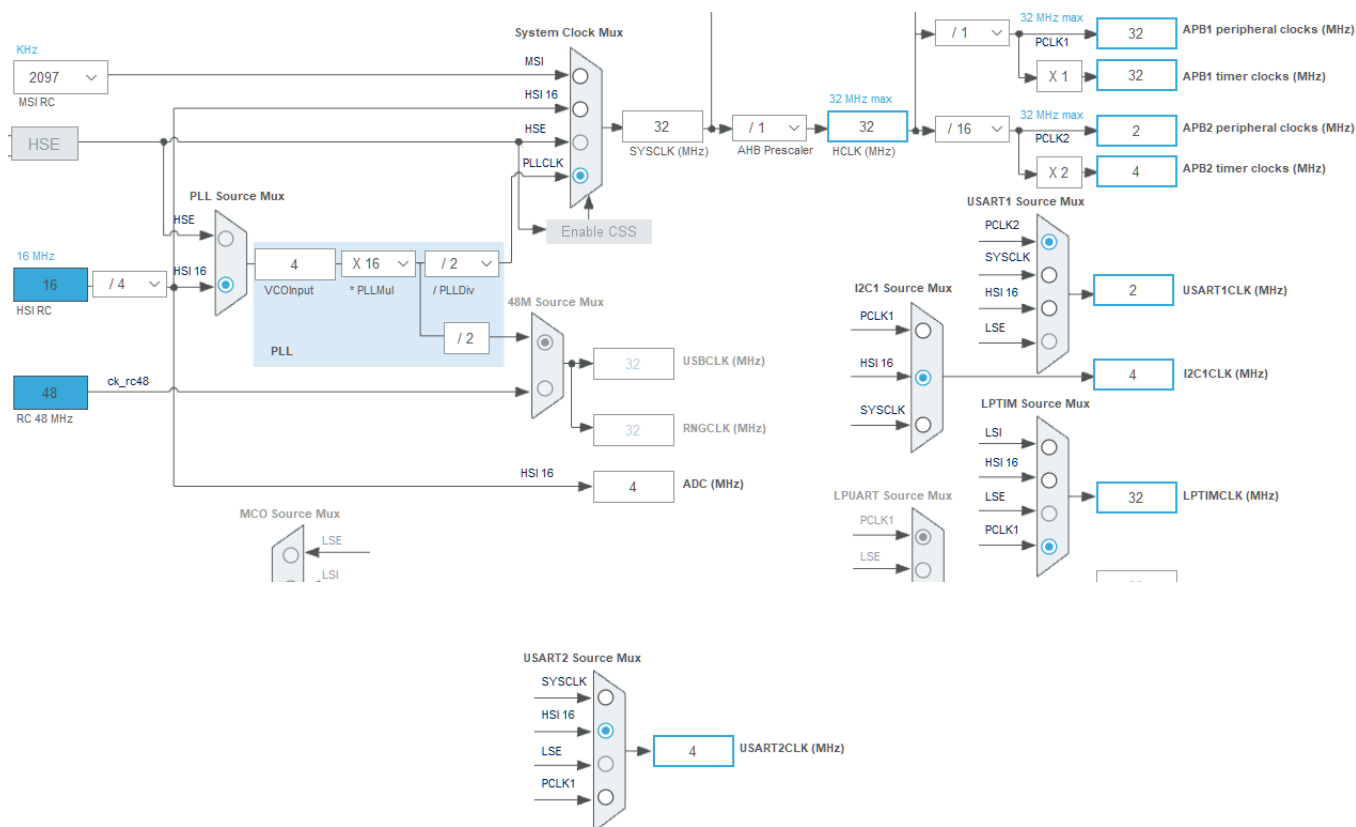 System Clock Mux
KHz
2097
MSI RC
MSI
HSI 16
HSE
PLLCLK
HSE
32
SYSCLK (MHz)
/ 1
AHB Prescaler
32 MHz max
32
HCLK (MHz)
Enable CSS
/ 1
32 MHz max
PCLK1
32
APB1 peripheral clocks (MHz)
X 1
32
APB1 timer clocks (MHz)
/ 16
32 MHz max
PCLK2
2
APB2 peripheral clocks (MHz)
X 2
4
APB2 timer clocks (MHz)
PLL Source Mux
HSE
HSI 16
16 MHz
16
HSI RC
/ 4
4
VCOInput
X 16
* PLLMul
/ 2
/ PLLDiv
/ 2
PLL
48
RC 48 MHz
ck_rc48
48M Source Mux
32
USBCLK (MHz)
32
RNGCLK (MHz)
HSI 16
4
ADC (MHz)
MCO Source Mux
LSE
LSI
USART1 Source Mux
PCLK2
SYSCLK
HSI 16
LSE
2
USART1CLK (MHz)
I2C1 Source Mux
PCLK1
HSI 16
SYSCLK
4
I2C1CLK (MHz)
LPTIM Source Mux
LSI
HSI 16
LSE
PCLK1
32
LPTIMCLK (MHz)
LPUART Source Mux
PCLK1
LSE
USART2 Source Mux
SYSCLK
HSI 16
LSE
PCLK1
4
USART2CLK (MHz)